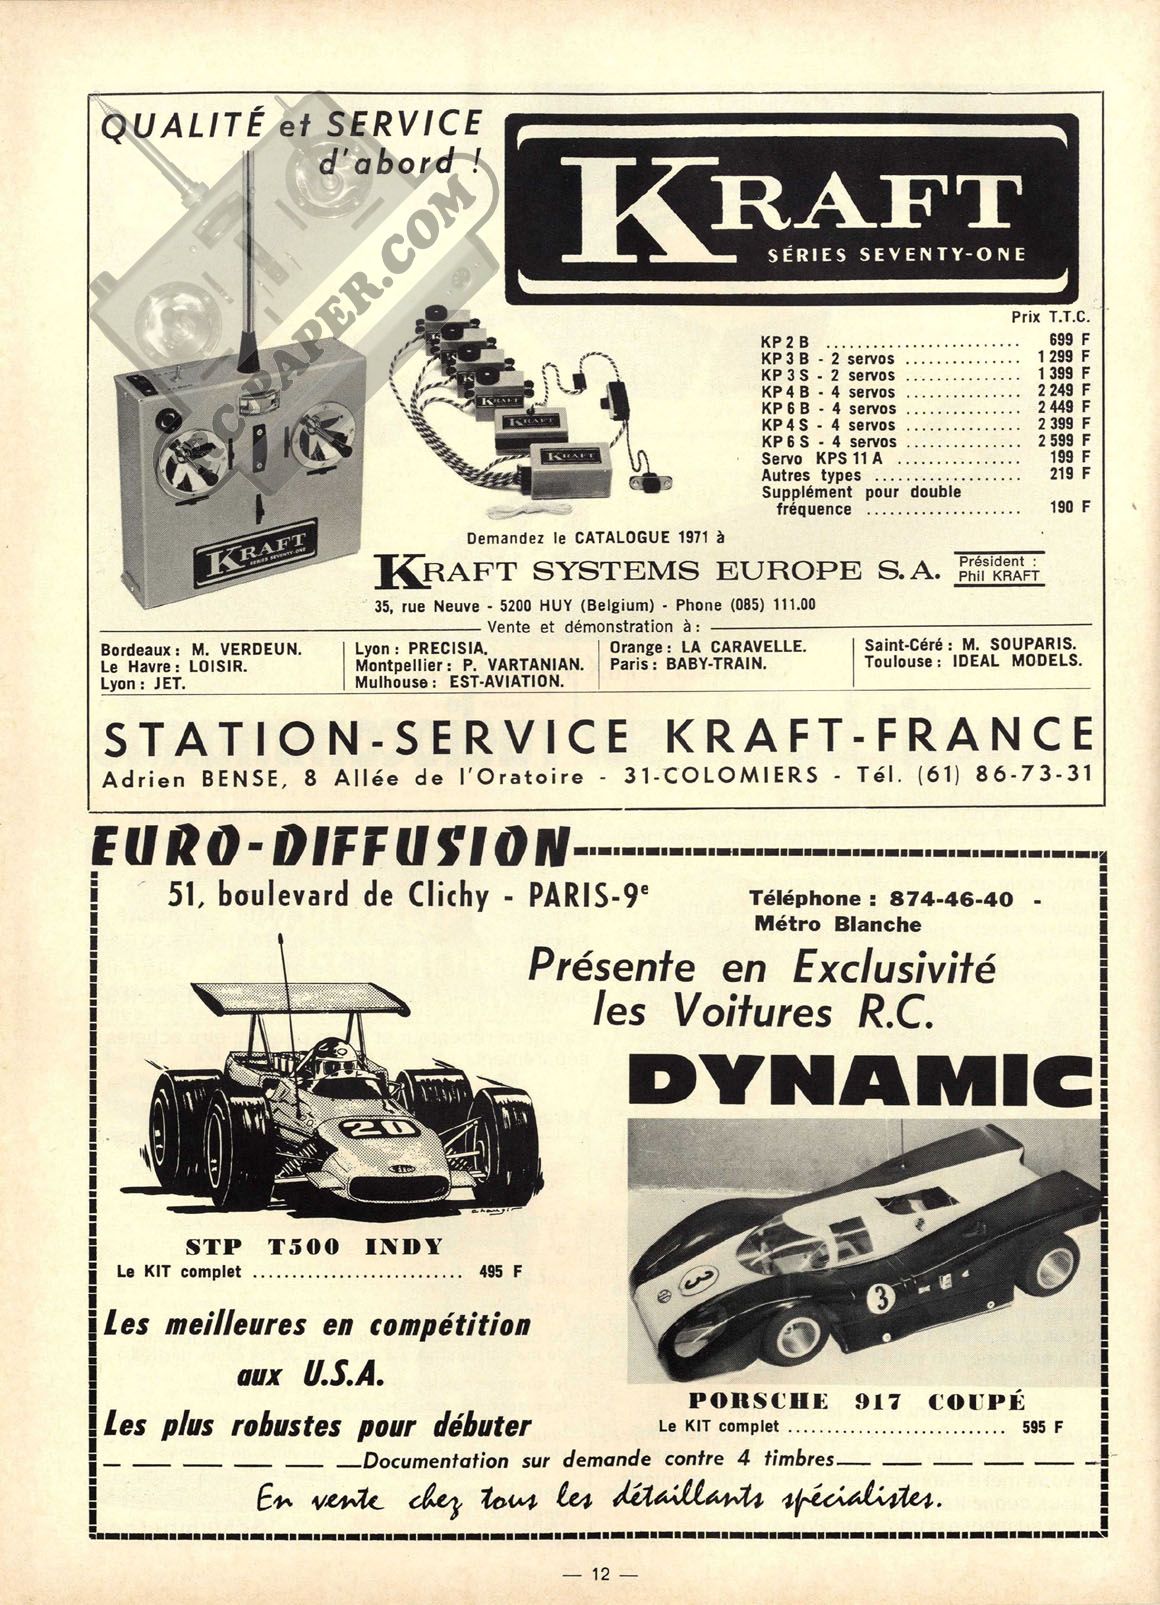 QUALITÉ et SERVICE
d'abord !
KRAFT
SÉRIES SEVENTY-ONE
RCSCRAPER.COM
Prix T.T.C.
KP 2 B ......................... 699 F
KP 3 B - 2 servos ............... 1 299 F
KP 3 S - 2 servos ............... 1 399 F
KP 4 B - 4 servos ............... 2 249 F
KP 6 B - 4 servos ............... 2 449 F
KP 4 S - 4 servos ............... 2 399 F
KP 6 S - 4 servos ............... 2 599 F
Servo KPS 11 A ................ 199 F
Autres types ................... 219 F
Supplément pour double
fréquence .................... 190 F
KRAFT
KRAFT
KRAFT
SERIES SEVENTY-ONE
Demandez le CATALOGUE 1971 à
KRAFT SYSTEMS EUROPE S.A.
Président :
Phil KRAFT
35, rue Neuve - 5200 HUY (Belgium) - Phone (085) 111.00
Vente et démonstration à :
Bordeaux : M. VERDEUN.
Le Havre : LOISIR.
Lyon : JET.
Lyon : PRECISIA.
Montpellier : P. VARTANIAN.
Mulhouse : EST-AVIATION.
Orange : LA CARAVELLE.
Paris : BABY-TRAIN.
Saint-Céré : M. SOUPARIS.
Toulouse : IDEAL MODELS.
STATION-SERVICE KRAFT-FRANCE
Adrien BENSE, 8 Allée de l'Oratoire - 31-COLOMIERS - Tél. (61) 86-73-31
EURO-DIFFUSION
51, boulevard de Clichy - PARIS-9e
Téléphone : 874-46-40 -
Métro Blanche
Présente en Exclusivité
les Voitures R.C.
DYNAMIC
20
STP T500 INDY
Le KIT complet ........................... 495 F
Les meilleures en compétition
aux U.S.A.
Les plus robustes pour débuter
3
3
PORSCHE 917 COUPÉ
Le KIT complet ............................ 595 F
Documentation sur demande contre 4 timbres
En vente chez tous les détaillants spécialistes.
— 12 —